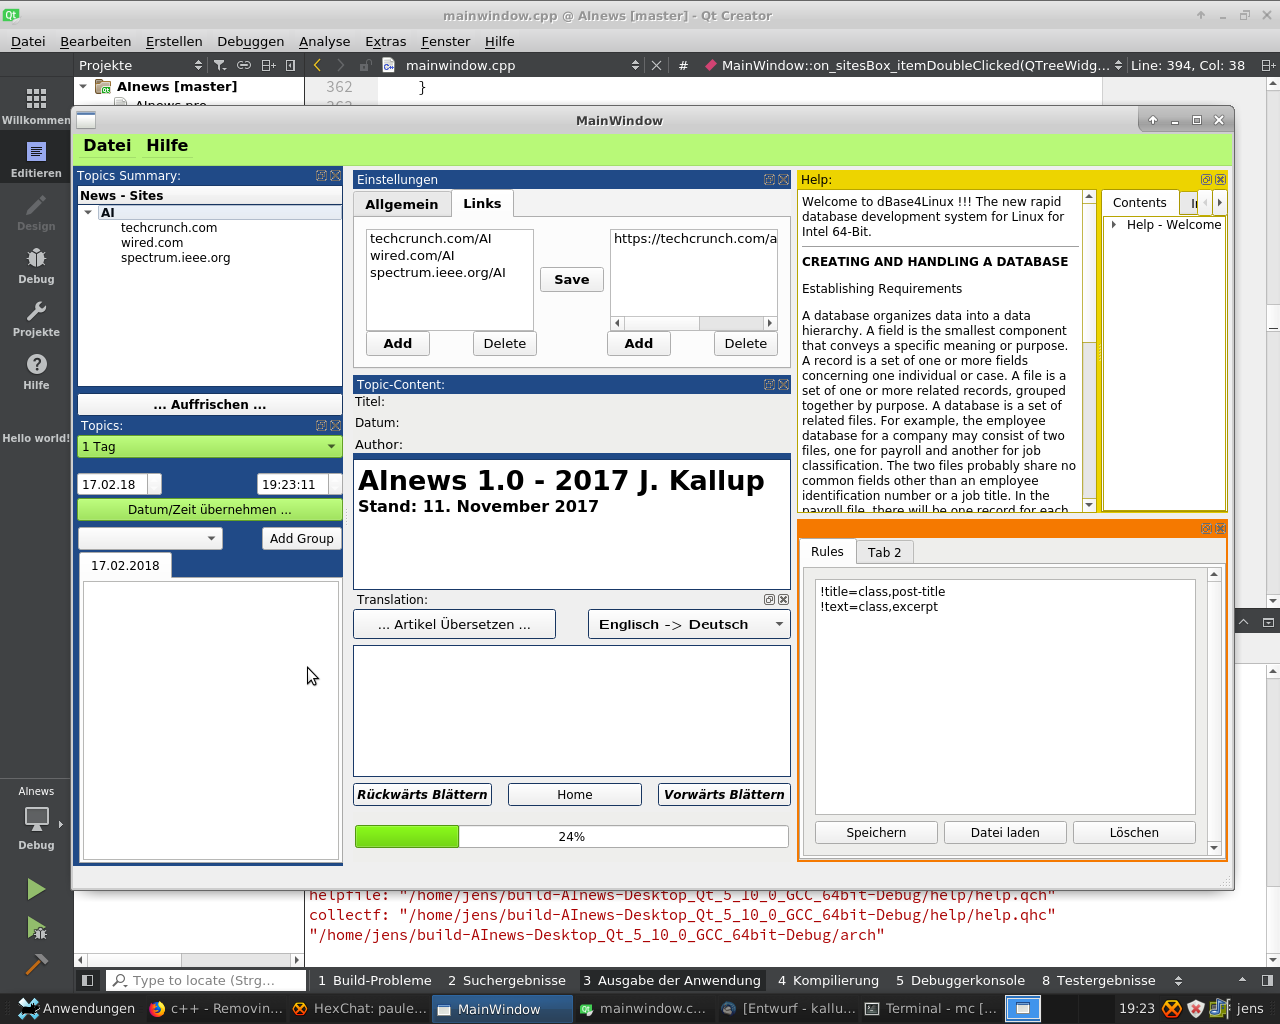 mainwindow.cpp @ AInews [master] - Qt Creator
Datei Bearbeiten Erstellen Debuggen Analyse Extras Fenster Hilfe
Projekte mainwindow.cpp # MainWindow::on_sitesBox_itemDoubleClicked(QTreeWidg... Line: 394, Col: 38
AInews [master] 362 }
AInews.pro
Willkommen
Editieren
Design
Debug
Projekte
Hilfe
Hello world!
AInews
Debug
MainWindow
Datei Hilfe
Topics Summary:
News - Sites
AI
techcrunch.com
wired.com
spectrum.ieee.org
... Auffrischen ...
Topics:
1 Tag
17.02.18 19:23:11
Datum/Zeit übernehmen ...
Add Group
17.02.2018
Einstellungen
Allgemein Links
techcrunch.com/AI
wired.com/AI
spectrum.ieee.org/AI
Save
https://techcrunch.com/a
Add Delete Add Delete
Topic-Content:
Titel:
Datum:
Author:
AInews 1.0 - 2017 J. Kallup
Stand: 11. November 2017
Translation:
... Artikel Übersetzen ... Englisch -> Deutsch
Rückwärts Blättern Home Vorwärts Blättern
24%
Help:
Welcome to dBase4Linux !!! The new rapid
database development system for Linux for
Intel 64-Bit.
CREATING AND HANDLING A DATABASE
Establishing Requirements
A database organizes data into a data
hierarchy. A field is the smallest component
that conveys a specific meaning or purpose.
A record is a set of one or more fields
concerning one individual or case. A file is a
set of one or more related records, grouped
together by purpose. A database is a set of
related files. For example, the employee
database for a company may consist of two
files, one for payroll and another for job
classification. The two files probably share no
common fields other than an employee
identification number or a job title. In the
payroll file, there will be one record for each
Contents
Help - Welcome
Rules Tab 2
!title=class,post-title
!text=class,excerpt
Speichern Datei laden Löschen
helpfile: "/home/jens/build-AInews-Desktop_Qt_5_10_0_GCC_64bit-Debug/help/help.qch"
collectf: "/home/jens/build-AInews-Desktop_Qt_5_10_0_GCC_64bit-Debug/help/help.qhc"
"/home/jens/build-AInews-Desktop_Qt_5_10_0_GCC_64bit-Debug/arch"
Type to locate (Strg... 1 Build-Probleme 2 Suchergebnisse 3 Ausgabe der Anwendung 4 Kompilierung 5 Debuggerkonsole 8 Testergebnisse
Anwendungen c++ - Removin... HexChat: paule... MainWindow mainwindow.c... [Entwurf - kallu... Terminal - mc [... 19:23 jens